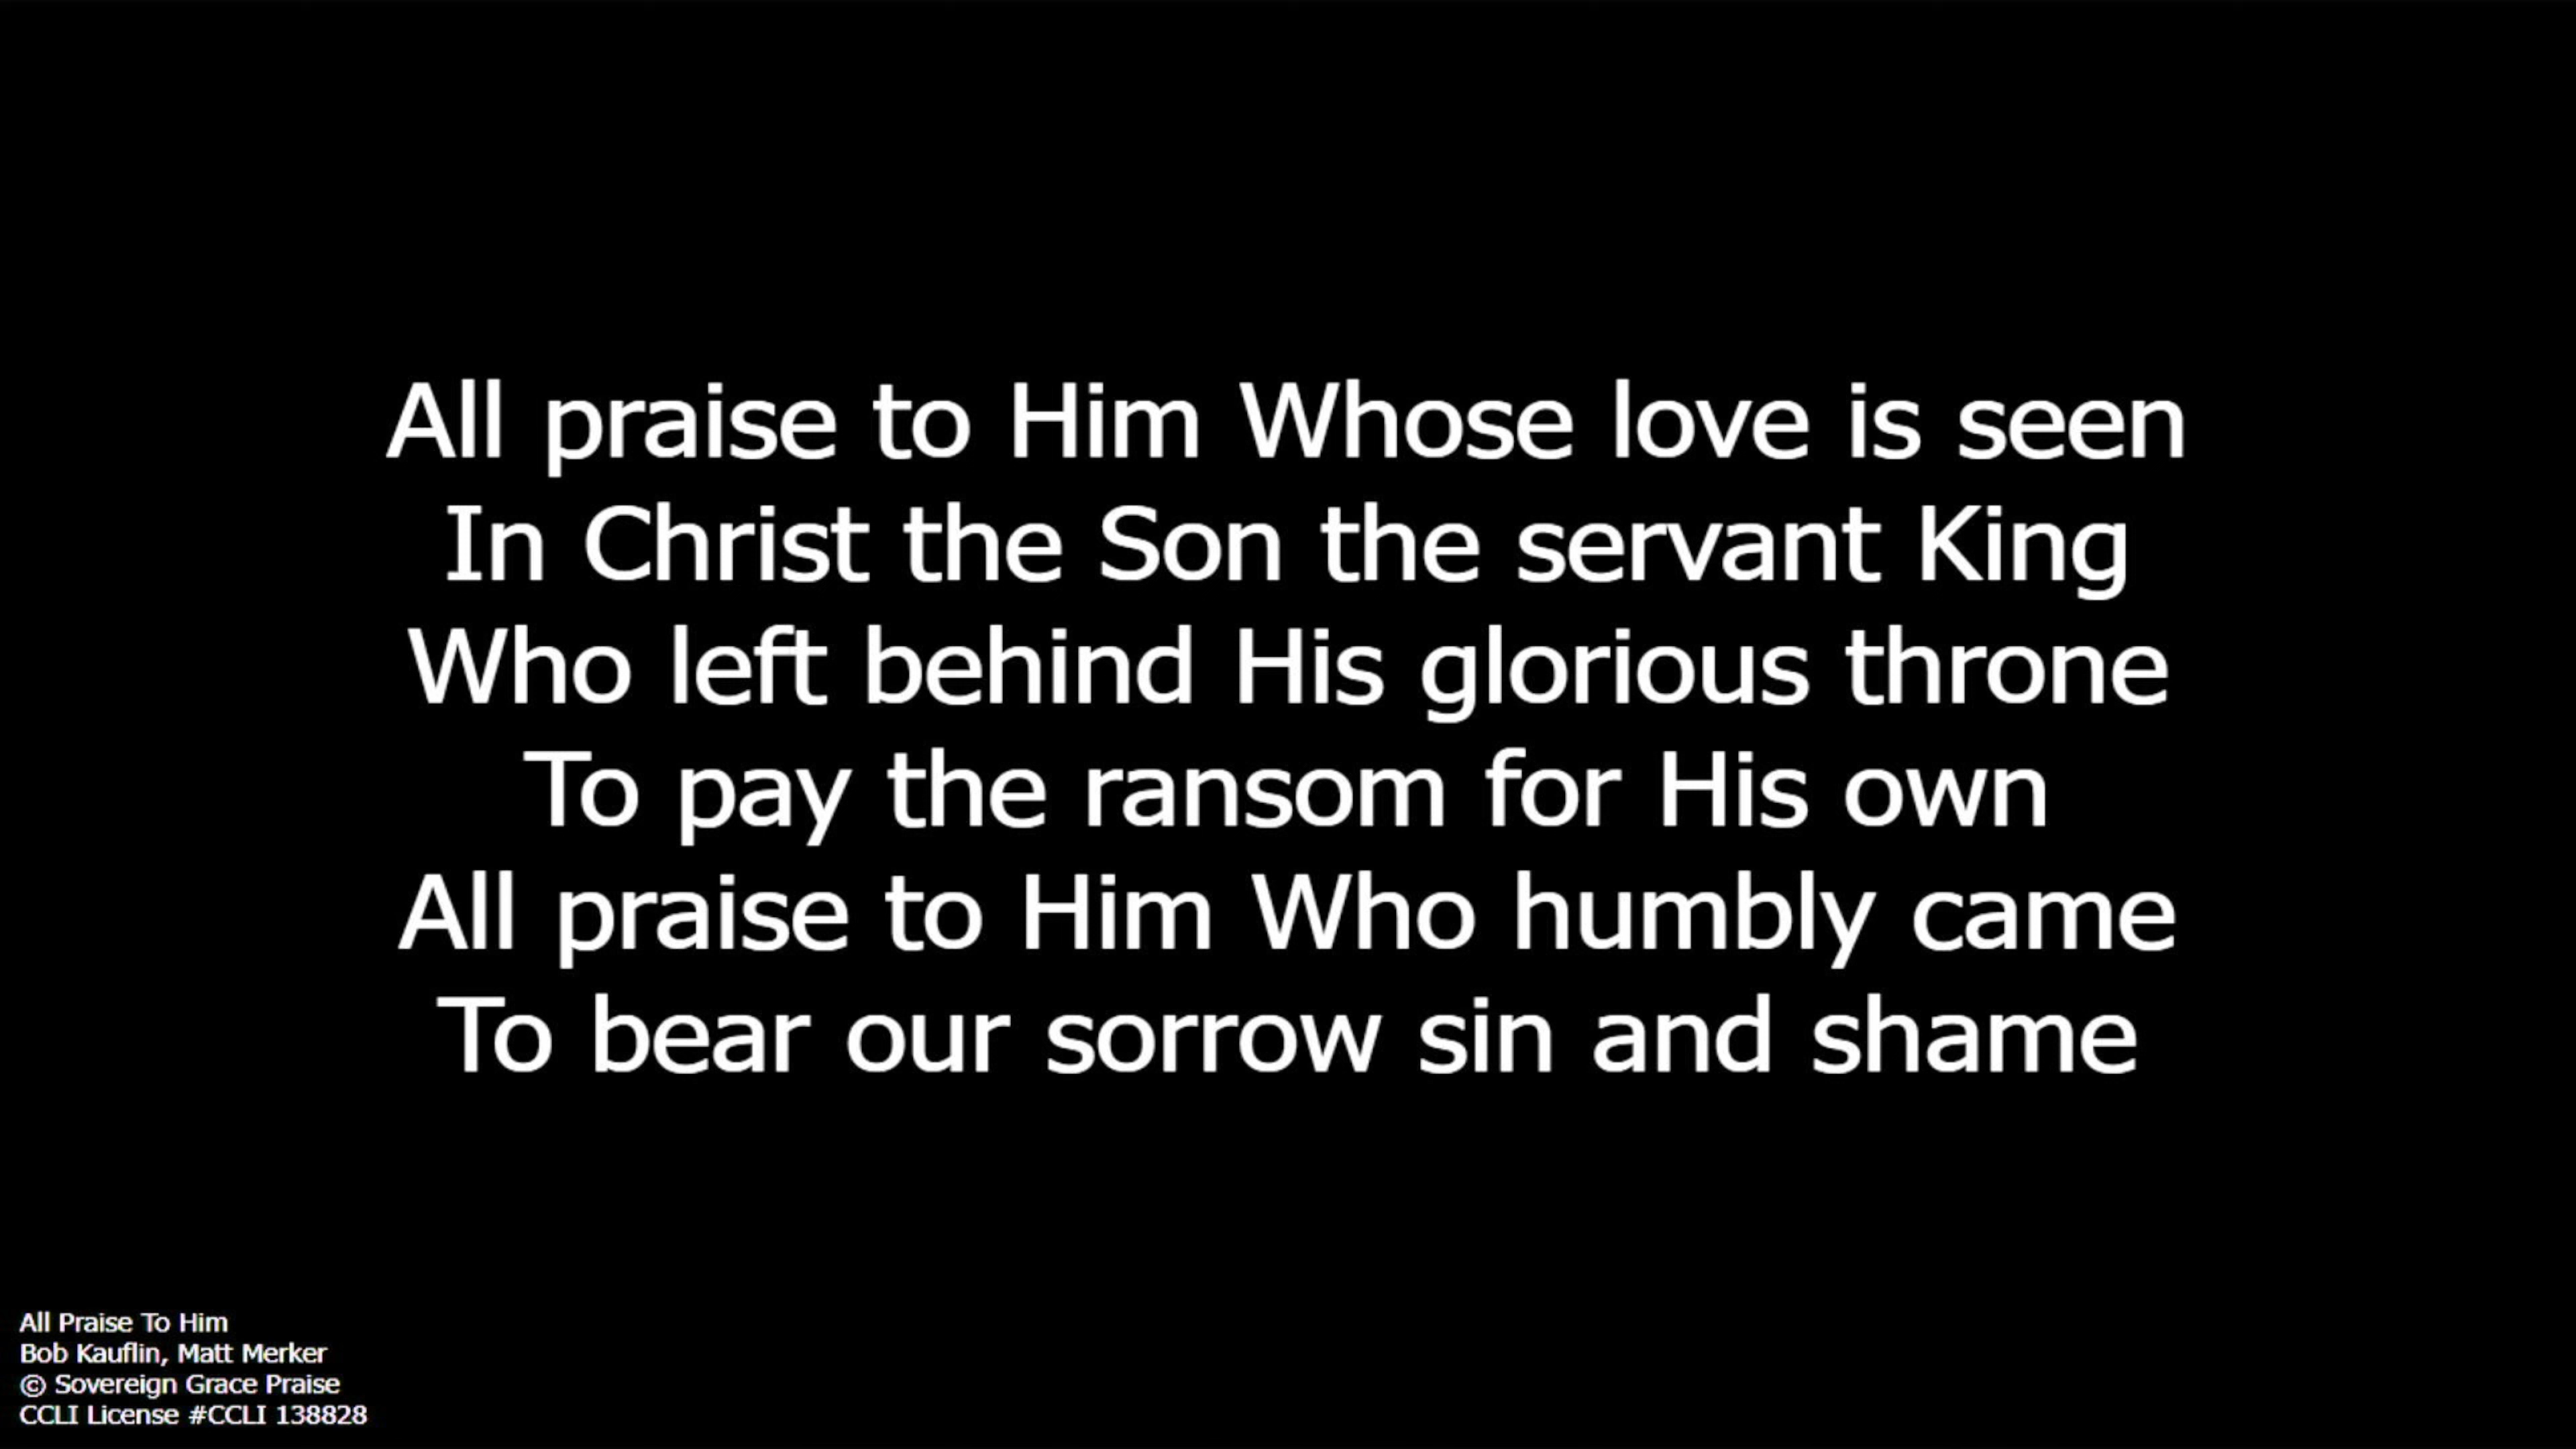 All praise to Him Whose love is seen
In Christ the Son the servant King
Who left behind His glorious throne
To pay the ransom for His own
All praise to Him Who humbly came
To bear our sorrow sin and shame
All Praise To Him
Bob Kauflin, Matt Merker
© Sovereign Grace Praise
CCLI License #CCLI 138828